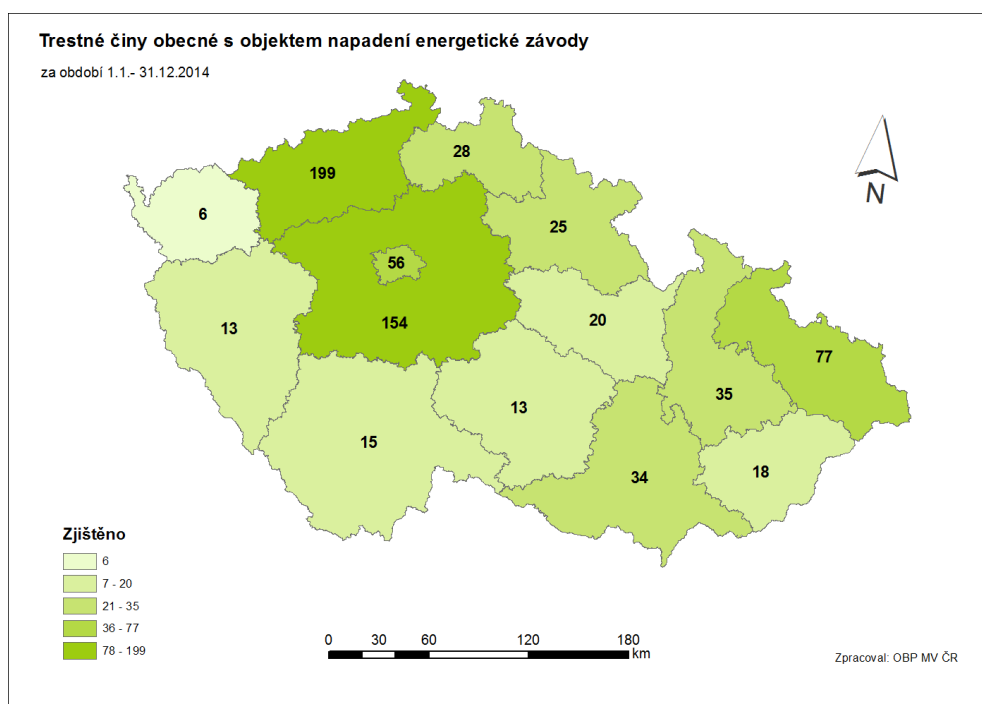 Trestné činy obecné s objektem napadení energetické závody
za období 1.1.- 31.12.2014
28
199
6
25
N
56
20
154
13
77
35
13
15
18
34
Zjištěno
6
7 - 20
21 - 35
36 - 77
78 - 199
0 30 60 120 180
km
Zpracoval: OBP MV ČR